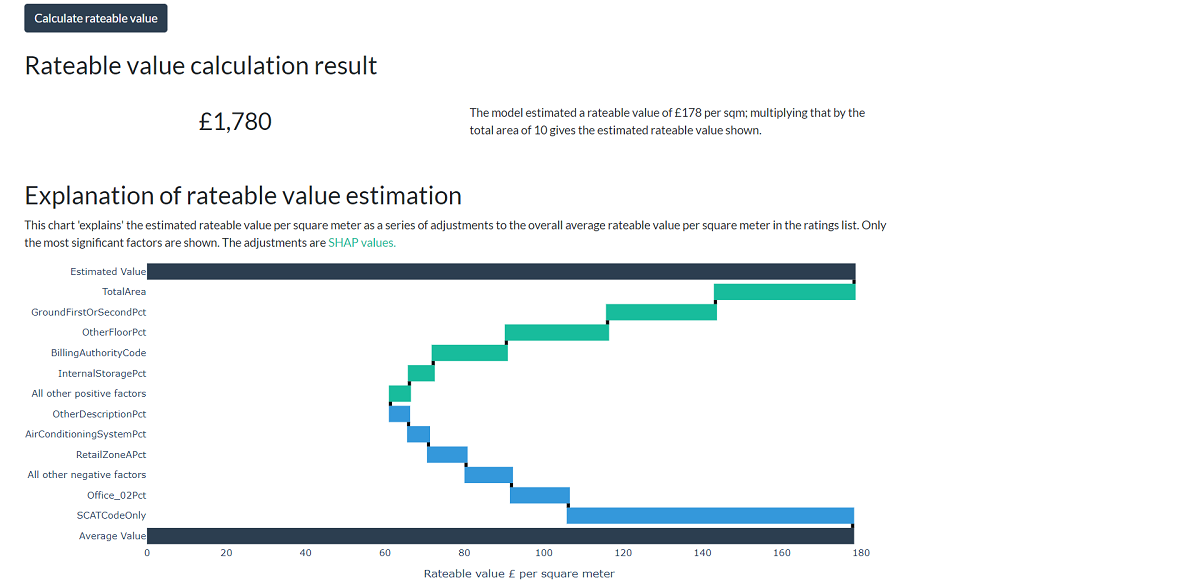 Calculate rateable value
Rateable value calculation result
£1,780
The model estimated a rateable value of £178 per sqm; multiplying that by the
total area of 10 gives the estimated rateable value shown.
Explanation of rateable value estimation
This chart 'explains' the estimated rateable value per square meter as a series of adjustments to the overall average rateable value per square meter in the ratings list. Only
the most significant factors are shown. The adjustments are SHAP values.
Estimated Value
TotalArea
GroundFirstOrSecondPct
OtherFloorPct
BillingAuthorityCode
InternalStoragePct
All other positive factors
OtherDescriptionPct
AirConditioningSystemPct
RetailZoneAPct
All other negative factors
Office_02Pct
SCATCodeOnly
Average Value
0 20 40 60 80 100 120 140 160 180
Rateable value £ per square meter